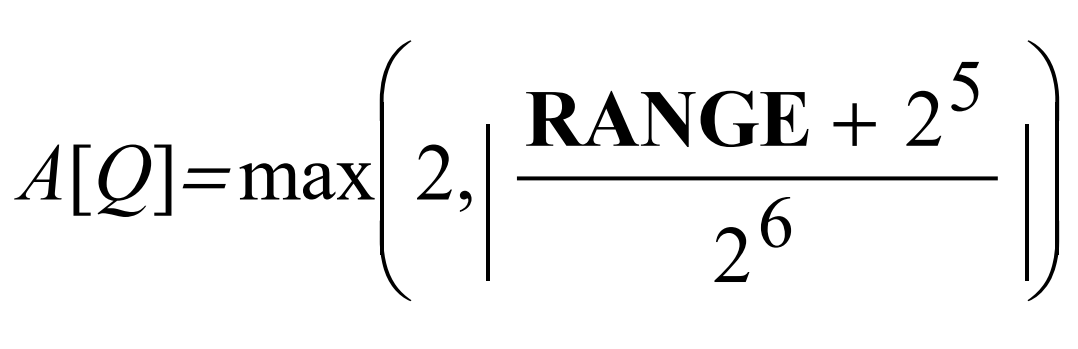 A[Q]=max( 2,| (RANGE + 2^5)/2^6 |)